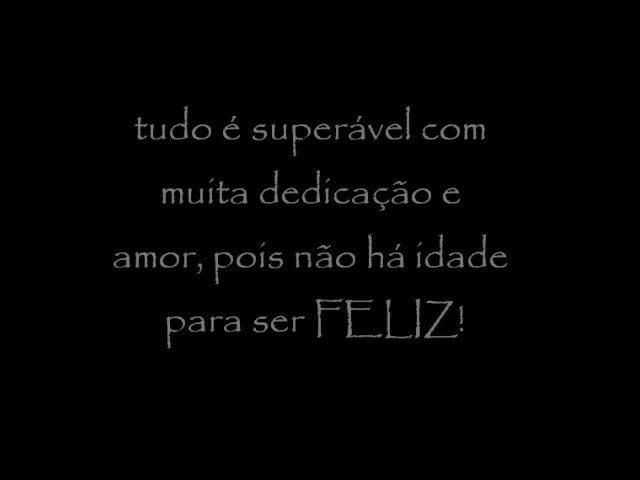 tudo é superável com
muita dedicação e
amor, pois não há idade
para ser FELIZ!